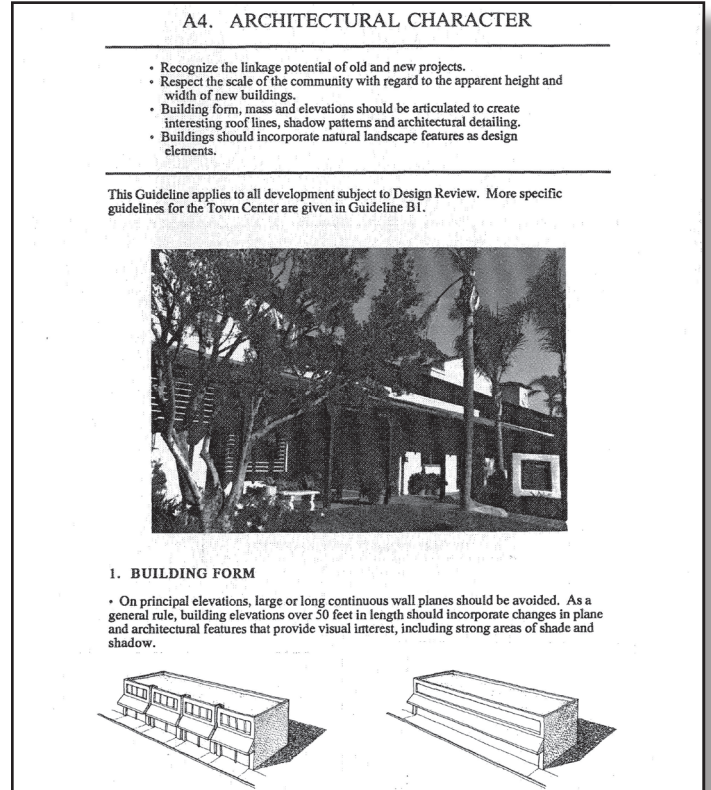 A4. ARCHITECTURAL CHARACTER
• Recognize the linkage potential of old and new projects.
• Respect the scale of the community with regard to the apparent height and
width of new buildings.
• Building form, mass and elevations should be articulated to create
interesting roof lines, shadow patterns and architectural detailing.
• Buildings should incorporate natural landscape features as design
elements.
This Guideline applies to all development subject to Design Review. More specific
guidelines for the Town Center are given in Guideline B1.
1. BUILDING FORM
• On principal elevations, large or long continuous wall planes should be avoided. As a
general rule, building elevations over 50 feet in length should incorporate changes in plane
and architectural features that provide visual interest, including strong areas of shade and
shadow.